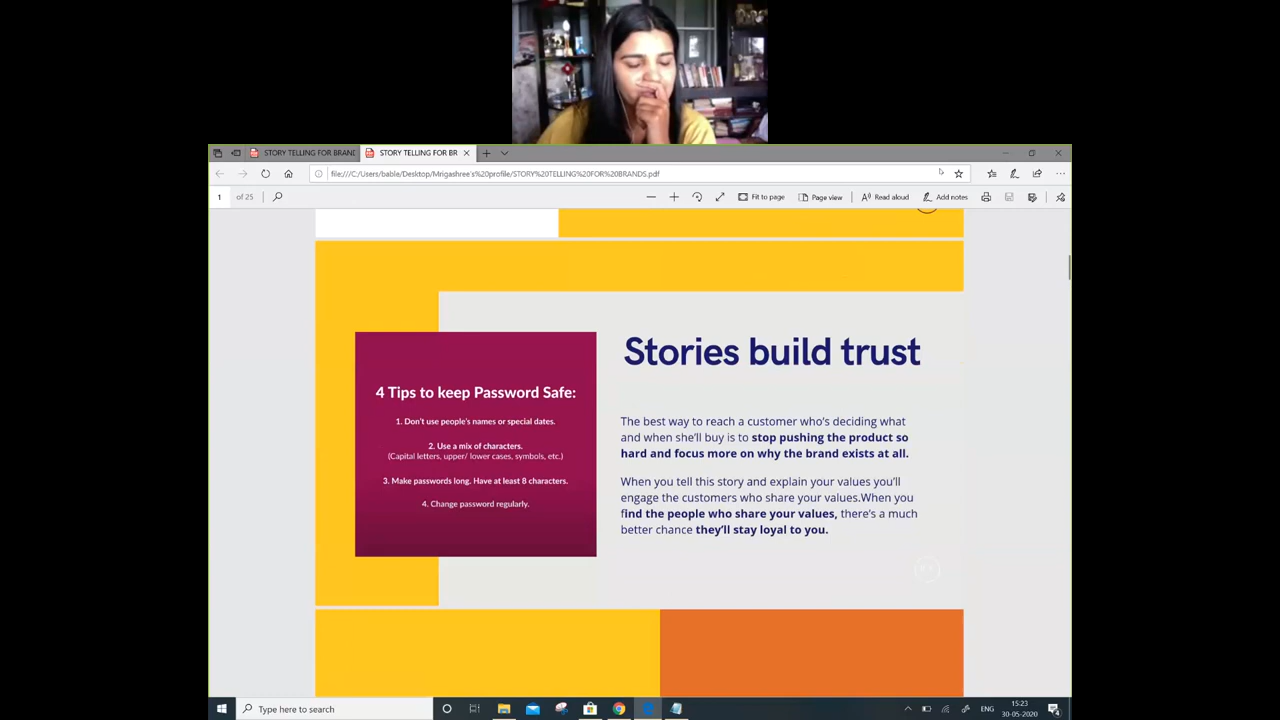 STORY TELLING FOR BRAND
STORY TELLING FOR BR
file:///C:/Users/bable/Desktop/Mrigashree's%20profile/STORY%20TELLING%20FOR%20BRANDS.pdf
1 of 25
Fit to page
Page view
Read aloud
Add notes
4 Tips to keep Password Safe:
1. Don't use people's names or special dates.
2. Use a mix of characters.
(Capital letters, upper/ lower cases, symbols, etc.)
3. Make passwords long. Have at least 8 characters.
4. Change password regularly.
Stories build trust
The best way to reach a customer who's deciding what
and when she'll buy is to stop pushing the product so
hard and focus more on why the brand exists at all.
When you tell this story and explain your values you'll
engage the customers who share your values.When you
find the people who share your values, there's a much
better chance they'll stay loyal to you.
Type here to search
ENG
15:23
30-05-2020
4